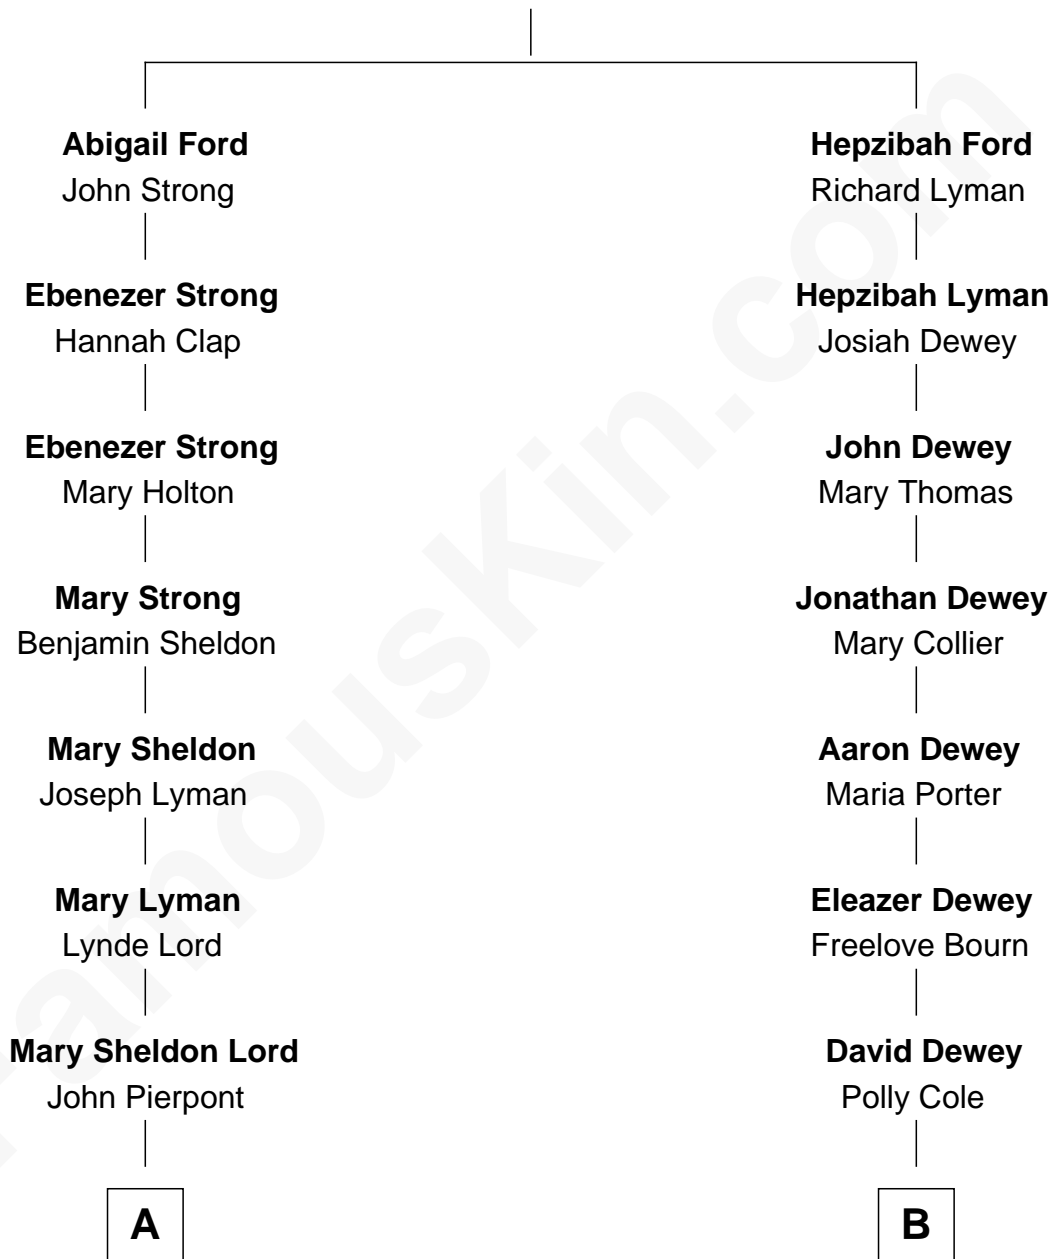 Abigail Ford
John Strong
Hepzibah Ford
Richard Lyman
Ebenezer Strong
Hannah Clap
Hepzibah Lyman
Josiah Dewey
Ebenezer Strong
Mary Holton
John Dewey
Mary Thomas
Mary Strong
Benjamin Sheldon
Jonathan Dewey
Mary Collier
Mary Sheldon
Joseph Lyman
Aaron Dewey
Maria Porter
Mary Lyman
Lynde Lord
Eleazer Dewey
Freelove Bourn
Mary Sheldon Lord
John Pierpont
David Dewey
Polly Cole
A
B
FamousKin.com